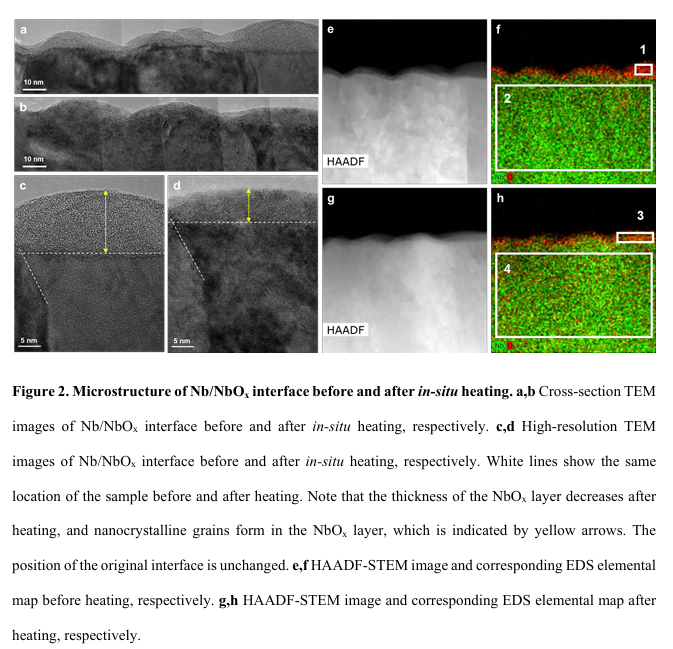 a
10 nm
b
10 nm
c
5 nm
d
5 nm
e
HAADF
f
1
2
Nb O
g
HAADF
h
3
4
Nb O
Figure 2. Microstructure of Nb/NbOx interface before and after in-situ heating. a,b Cross-section TEM
images of Nb/NbOx interface before and after in-situ heating, respectively. c,d High-resolution TEM
images of Nb/NbOx interface before and after in-situ heating, respectively. White lines show the same
location of the sample before and after heating. Note that the thickness of the NbOx layer decreases after
heating, and nanocrystalline grains form in the NbOx layer, which is indicated by yellow arrows. The
position of the original interface is unchanged. e,f HAADF-STEM image and corresponding EDS elemental
map before heating, respectively. g,h HAADF-STEM image and corresponding EDS elemental map after
heating, respectively.